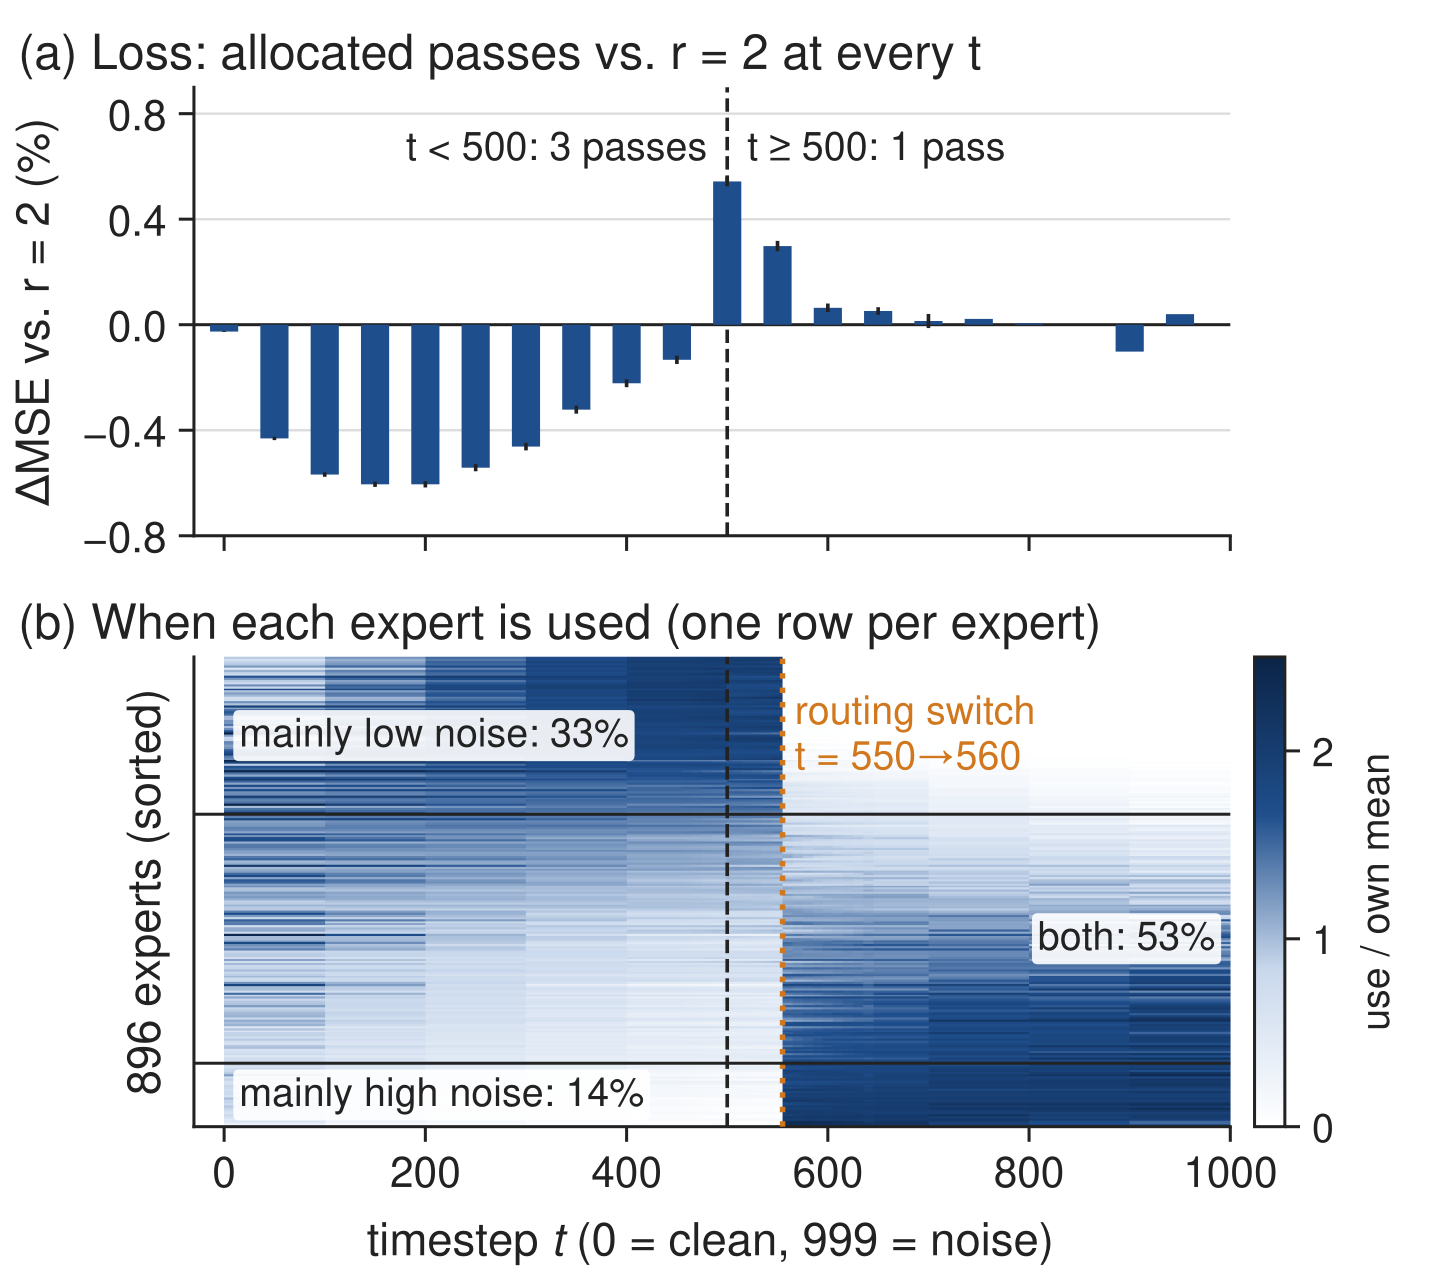 (a) Loss: allocated passes vs. r = 2 at every t
ΔMSE vs. r = 2 (%)
0.8
0.4
0.0
−0.4
−0.8
t < 500: 3 passes
t ≥ 500: 1 pass
(b) When each expert is used (one row per expert)
896 experts (sorted)
mainly low noise: 33%
routing switch
t = 550→560
both: 53%
mainly high noise: 14%
2
1
0
use / own mean
0
200
400
600
800
1000
timestep t (0 = clean, 999 = noise)